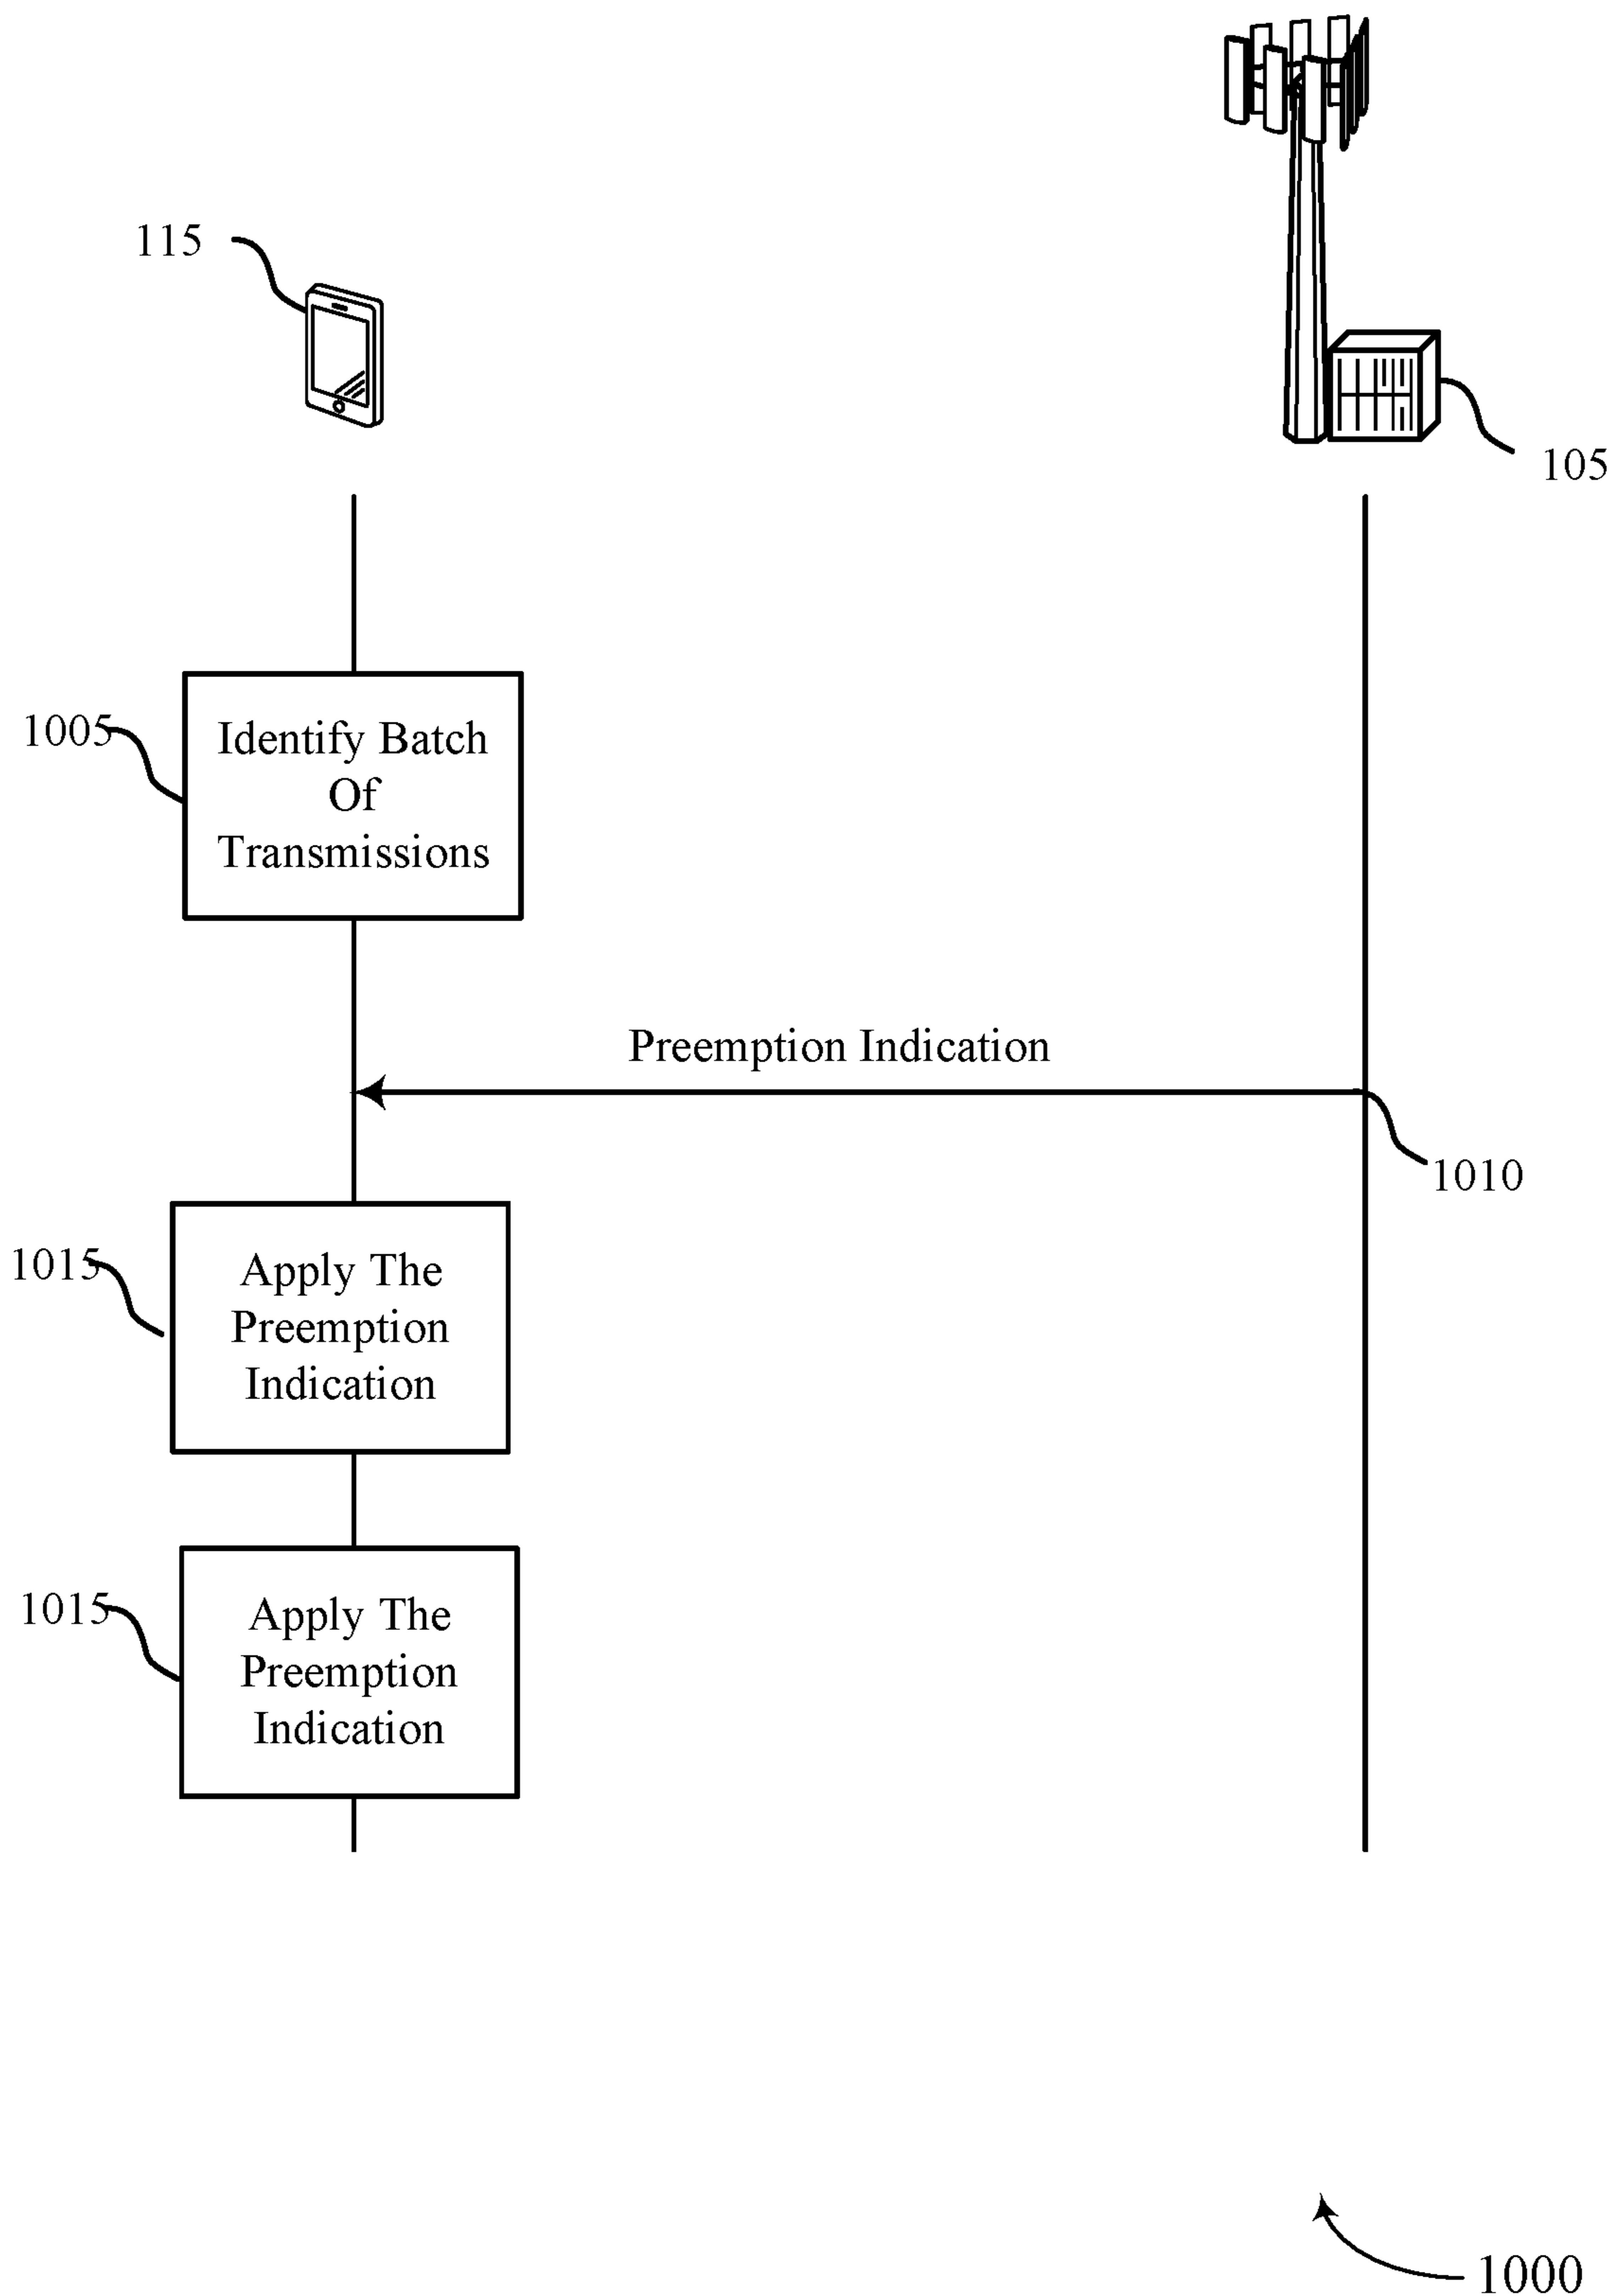 115
105
1005
Identify Batch
Of
Transmissions
Preemption Indication
1010
1015
Apply The
Preemption
Indication
1015
Apply The
Preemption
Indication
1000